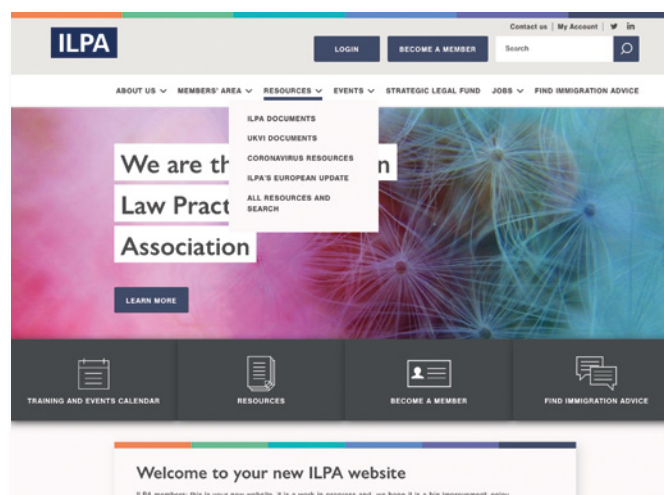 Contact us | My Account |
ILPA
LOGIN
BECOME A MEMBER
Search
ABOUT US
MEMBERS' AREA
RESOURCES
EVENTS
STRATEGIC LEGAL FUND
JOBS
FIND IMMIGRATION ADVICE
ILPA DOCUMENTS
UKVI DOCUMENTS
CORONAVIRUS RESOURCES
ILPA'S EUROPEAN UPDATE
ALL RESOURCES AND
SEARCH
We are th n
Law Pract
Association
LEARN MORE
TRAINING AND EVENTS CALENDAR
RESOURCES
BECOME A MEMBER
FIND IMMIGRATION ADVICE
Welcome to your new ILPA website